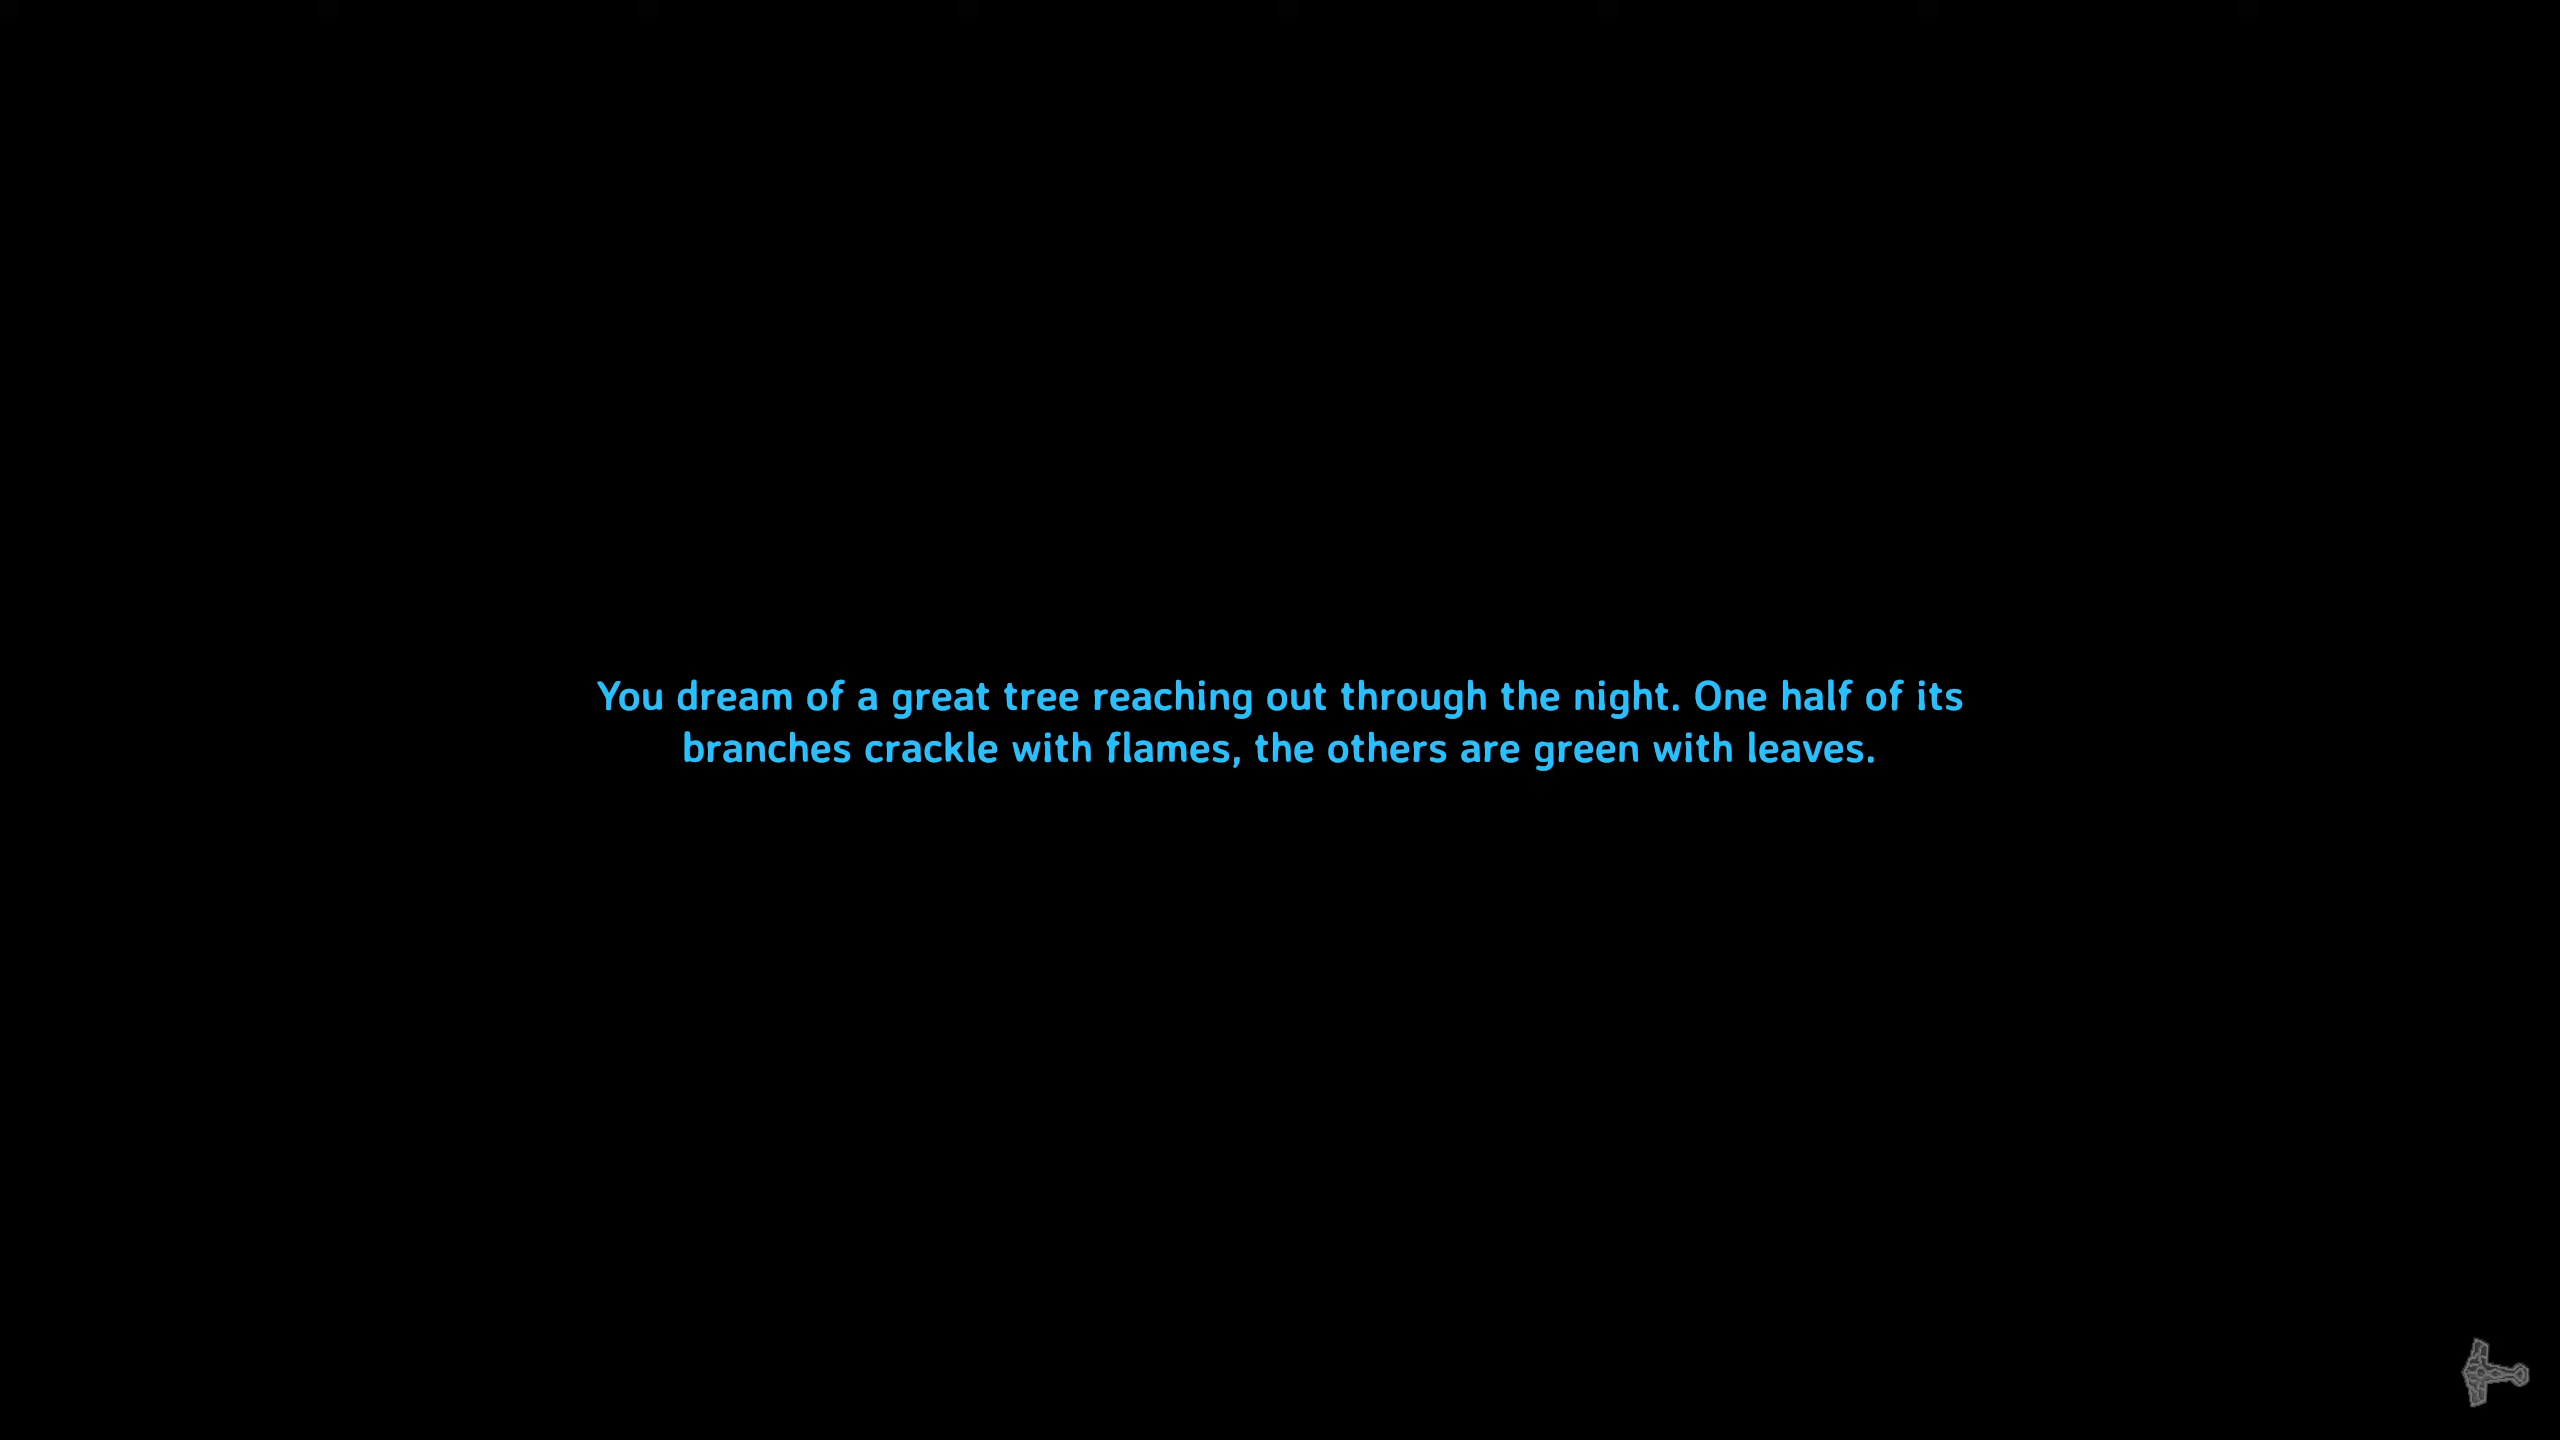 You dream of a great tree reaching out through the night. One half of its
branches crackle with flames, the others are green with leaves.